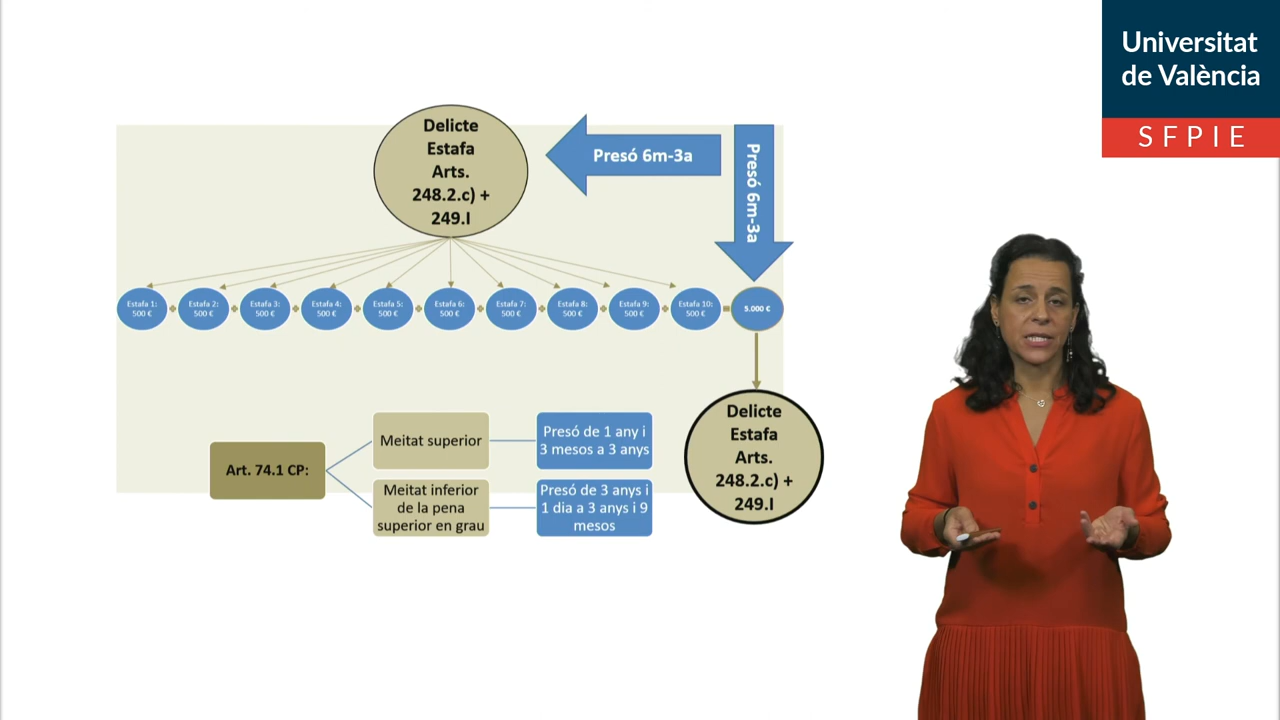 Universitat
de València
SFPIE
Delicte
Estafa
Arts.
248.2.c) +
249.I
Presó 6m-3a
Presó 6m-3a
Estafa 1:
500 €
Estafa 2:
500 €
Estafa 3:
500 €
Estafa 4:
500 €
Estafa 5:
500 €
Estafa 6:
500 €
Estafa 7:
500 €
Estafa 8:
500 €
Estafa 9:
500 €
Estafa 10:
500 €
5.000 €
Art. 74.1 CP:
Meitat superior
Presó de 1 any i
3 mesos a 3 anys
Meitat inferior
de la pena
superior en grau
Presó de 3 anys i
1 dia a 3 anys i 9
mesos
Delicte
Estafa
Arts.
248.2.c) +
249.I